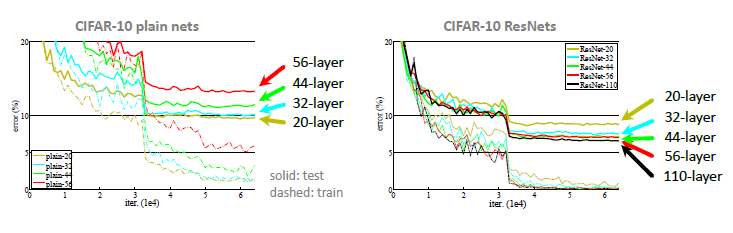 CIFAR-10 plain nets
20
10
5
0
error (%)
0 1 2 3 4 5 6
iter. (1e4)
plain-20
plain-32
plain-44
plain-56
56-layer
44-layer
32-layer
20-layer
solid: test
dashed: train
CIFAR-10 ResNets
20
10
5
0
error (%)
0 1 2 3 4 5 6
iter. (1e4)
ResNet-20
ResNet-32
ResNet-44
ResNet-56
ResNet-110
20-layer
32-layer
44-layer
56-layer
110-layer